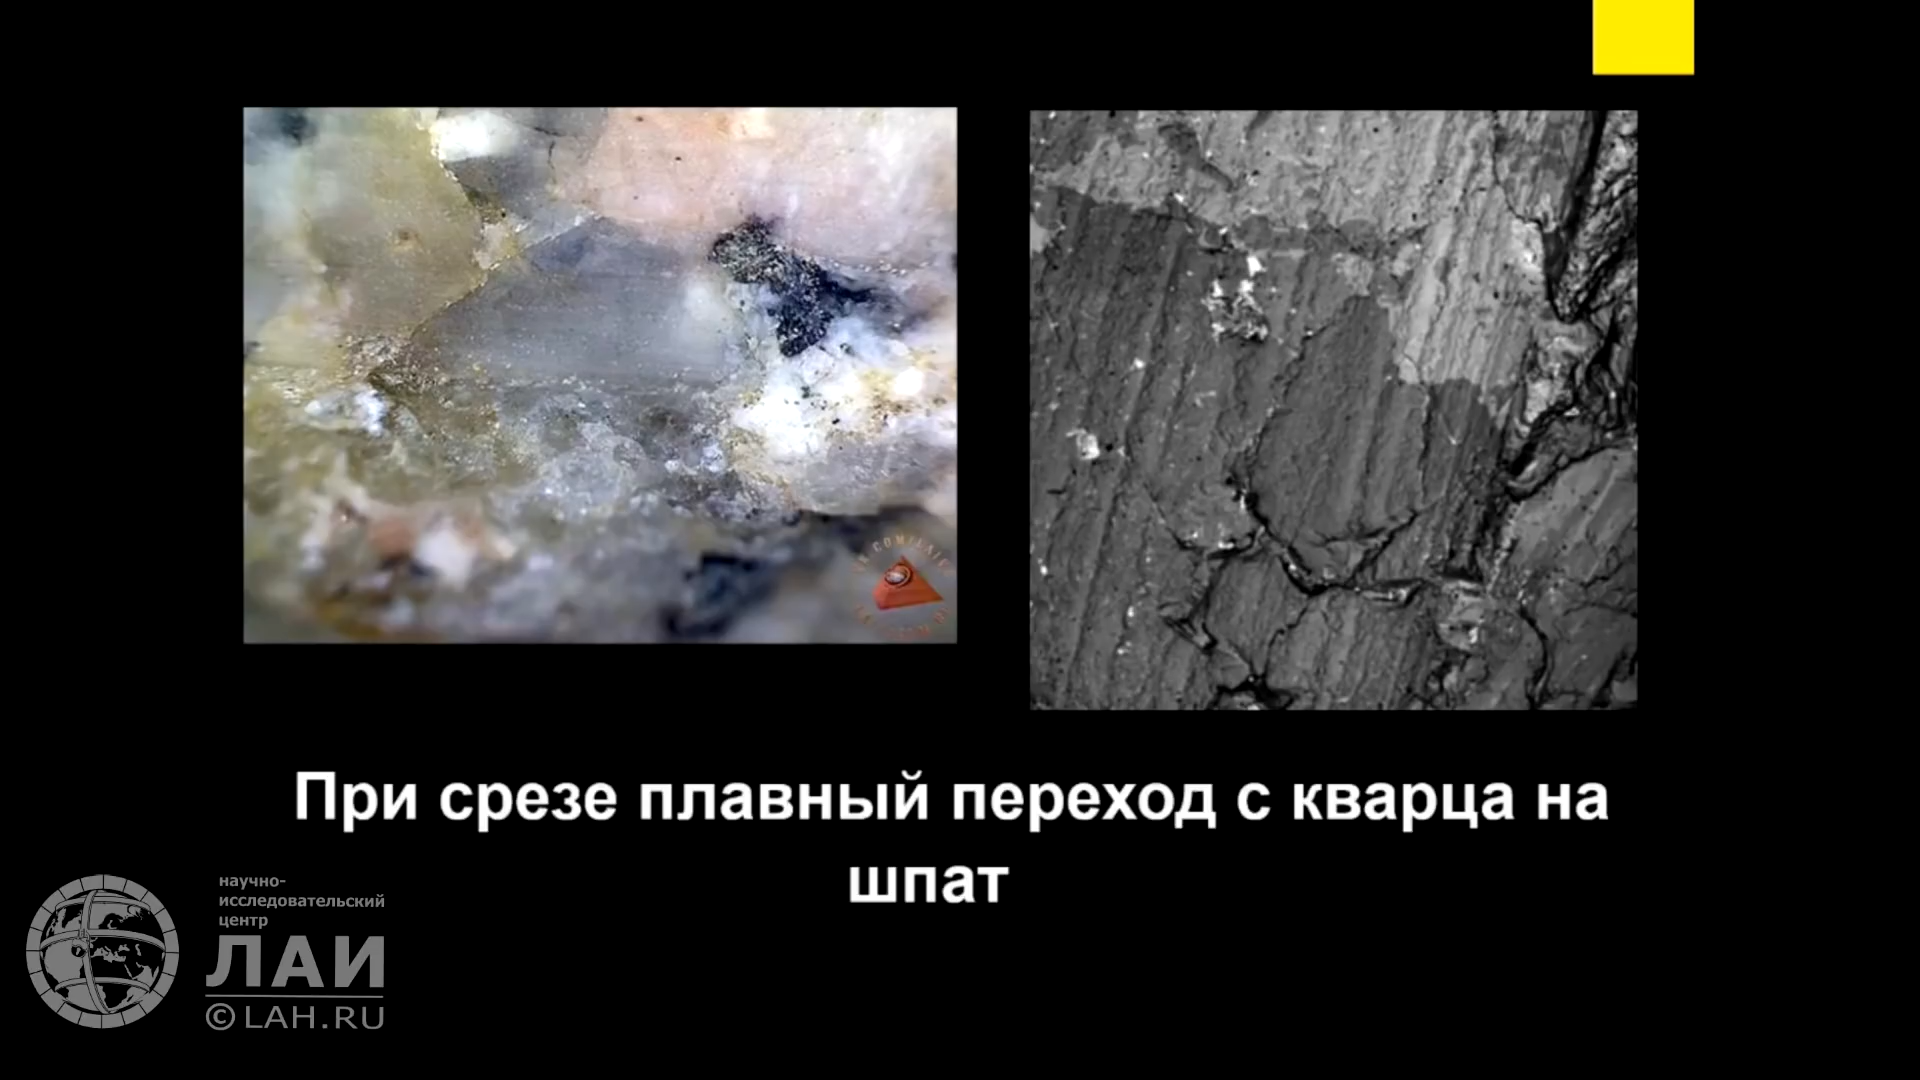 При срезе плавный переход с кварца на
шпат
научно-
исследовательский
центр
ЛАИ
©LAH.RU